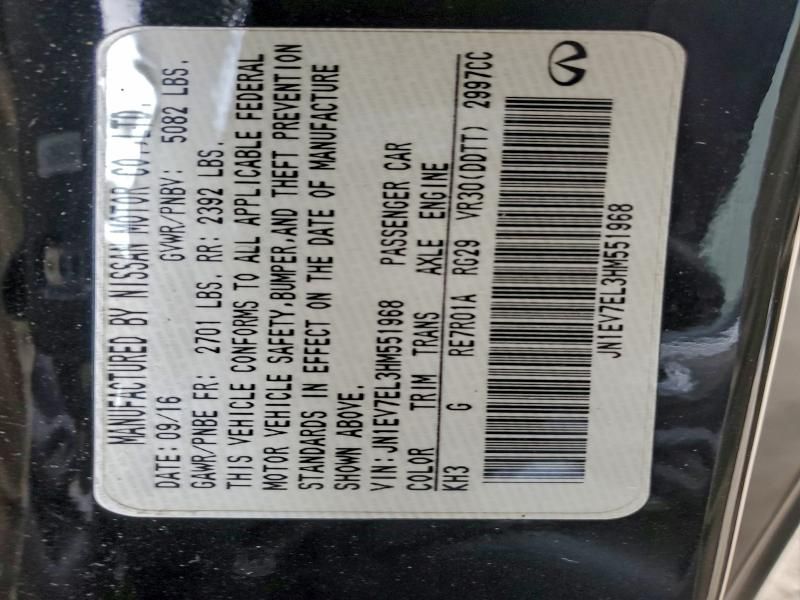 MANUFACTURED BY NISSAN MOTOR CO.,LTD.
DATE: 09/16 GVWR/PNBV: 5082 LBS.
GAWR/PNBE FR: 2701 LBS. RR: 2392 LBS.
THIS VEHICLE CONFORMS TO ALL APPLICABLE FEDERAL
MOTOR VEHICLE SAFETY,BUMPER,AND THEFT PREVENTION
STANDARDS IN EFFECT ON THE DATE OF MANUFACTURE
SHOWN ABOVE.
VIN:JN1EV7EL3HM551968 PASSENGER CAR
COLOR TRIM TRANS AXLE ENGINE
KH3 G RE7R01A RG29 VR30(DDTT) 2997CC
JN1EV7EL3HM551968